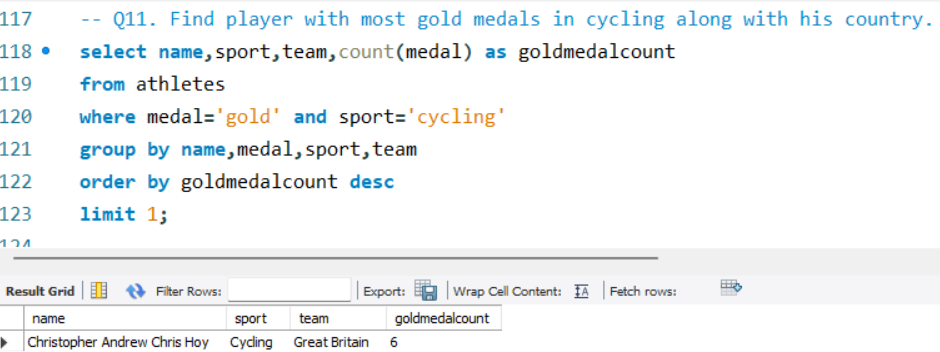 117 -- Q11. Find player with most gold medals in cycling along with his country.
118 select name,sport,team,count(medal) as goldmedalcount
119 from athletes
120 where medal='gold' and sport='cycling'
121 group by name,medal,sport,team
122 order by goldmedalcount desc
123 limit 1;
124
Result Grid Filter Rows: Export: Wrap Cell Content: IA Fetch rows:
name sport team goldmedalcount
Christopher Andrew Chris Hoy Cycling Great Britain 6